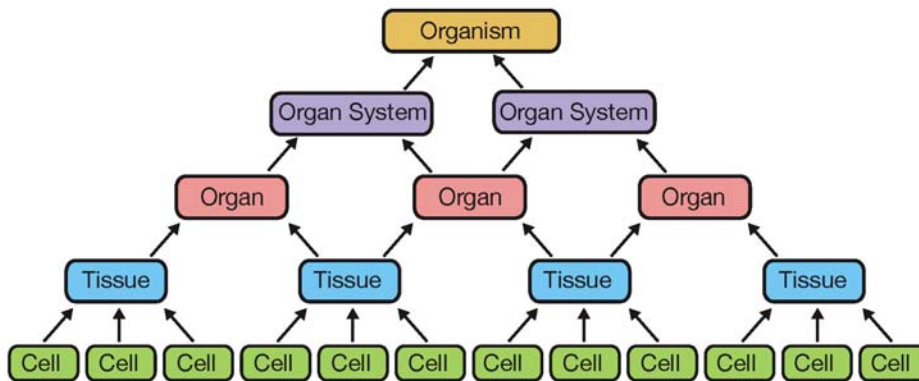 Organism
Organ System Organ System
Organ Organ Organ
Tissue Tissue Tissue Tissue
Cell Cell Cell Cell Cell Cell Cell Cell Cell Cell Cell Cell